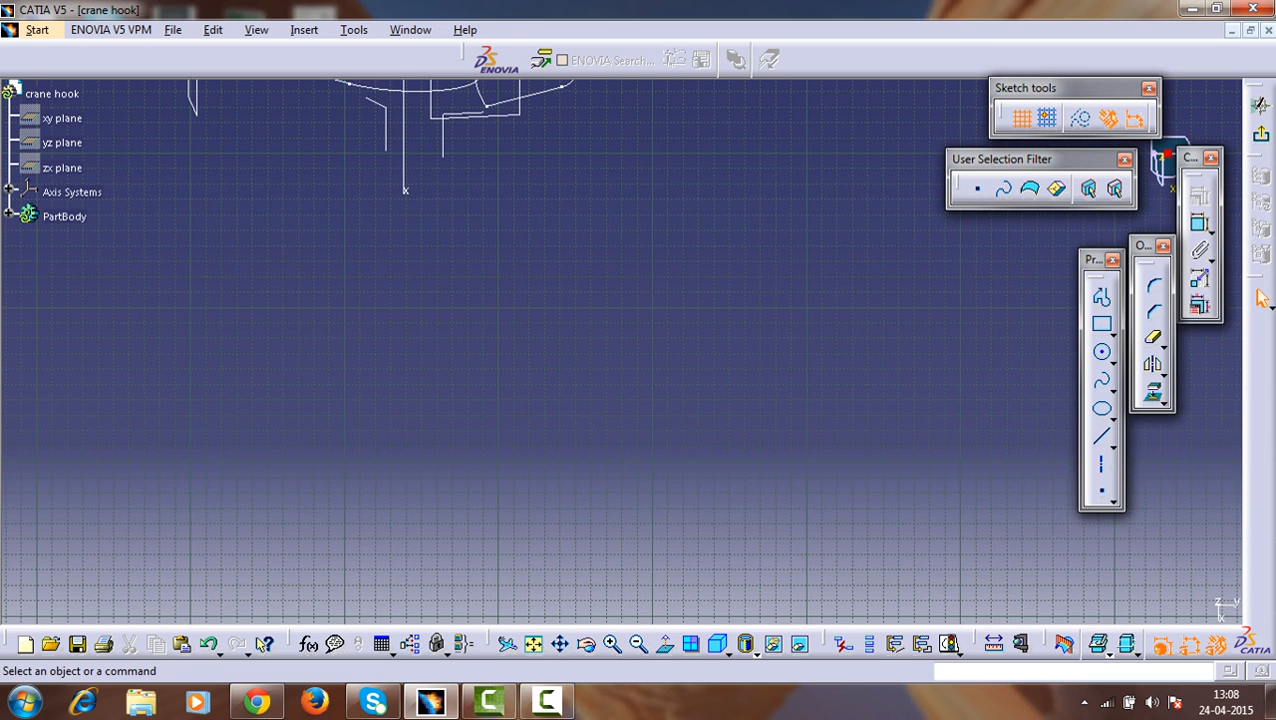 CATIA V5 - [crane hook]
Start ENOVIA V5 VPM File Edit View Insert Tools Window Help
ENOVIA
ENOVIA Search...
crane hook
xy plane
yz plane
zx plane
Axis Systems
PartBody
x
Sketch tools
User Selection Filter
C...
O...
Pr...
Z Y
X
f(x)
CATIA
Select an object or a command
13:08
24-04-2015